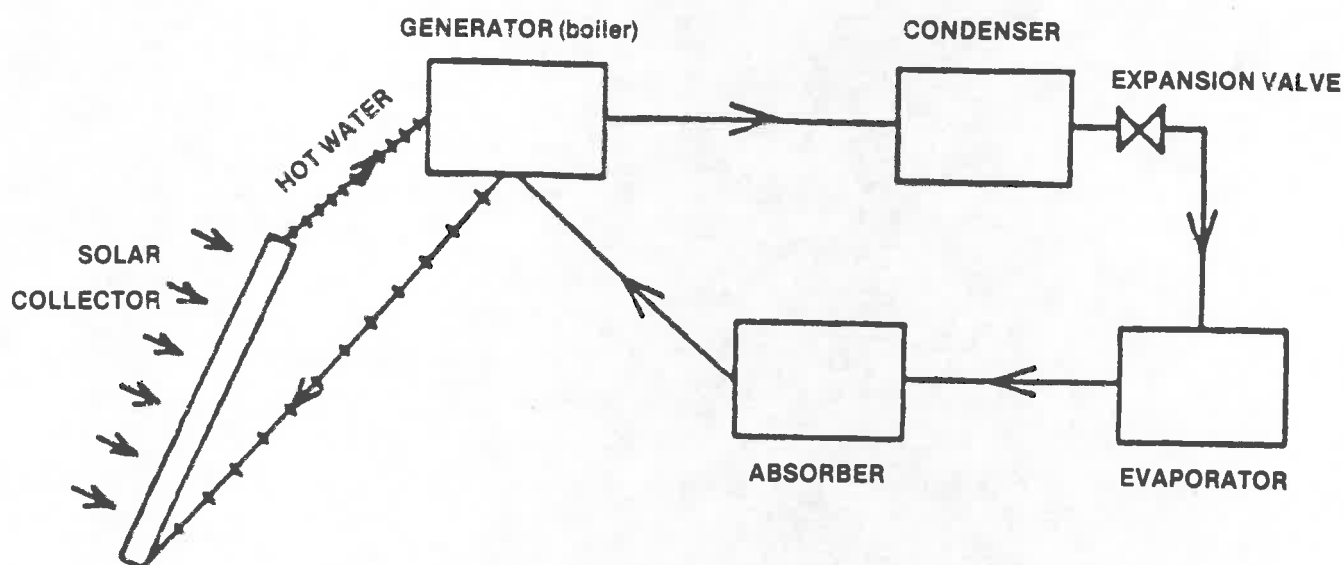 GENERATOR (boiler)
CONDENSER
EXPANSION VALVE
HOT WATER
SOLAR
COLLECTOR
ABSORBER
EVAPORATOR